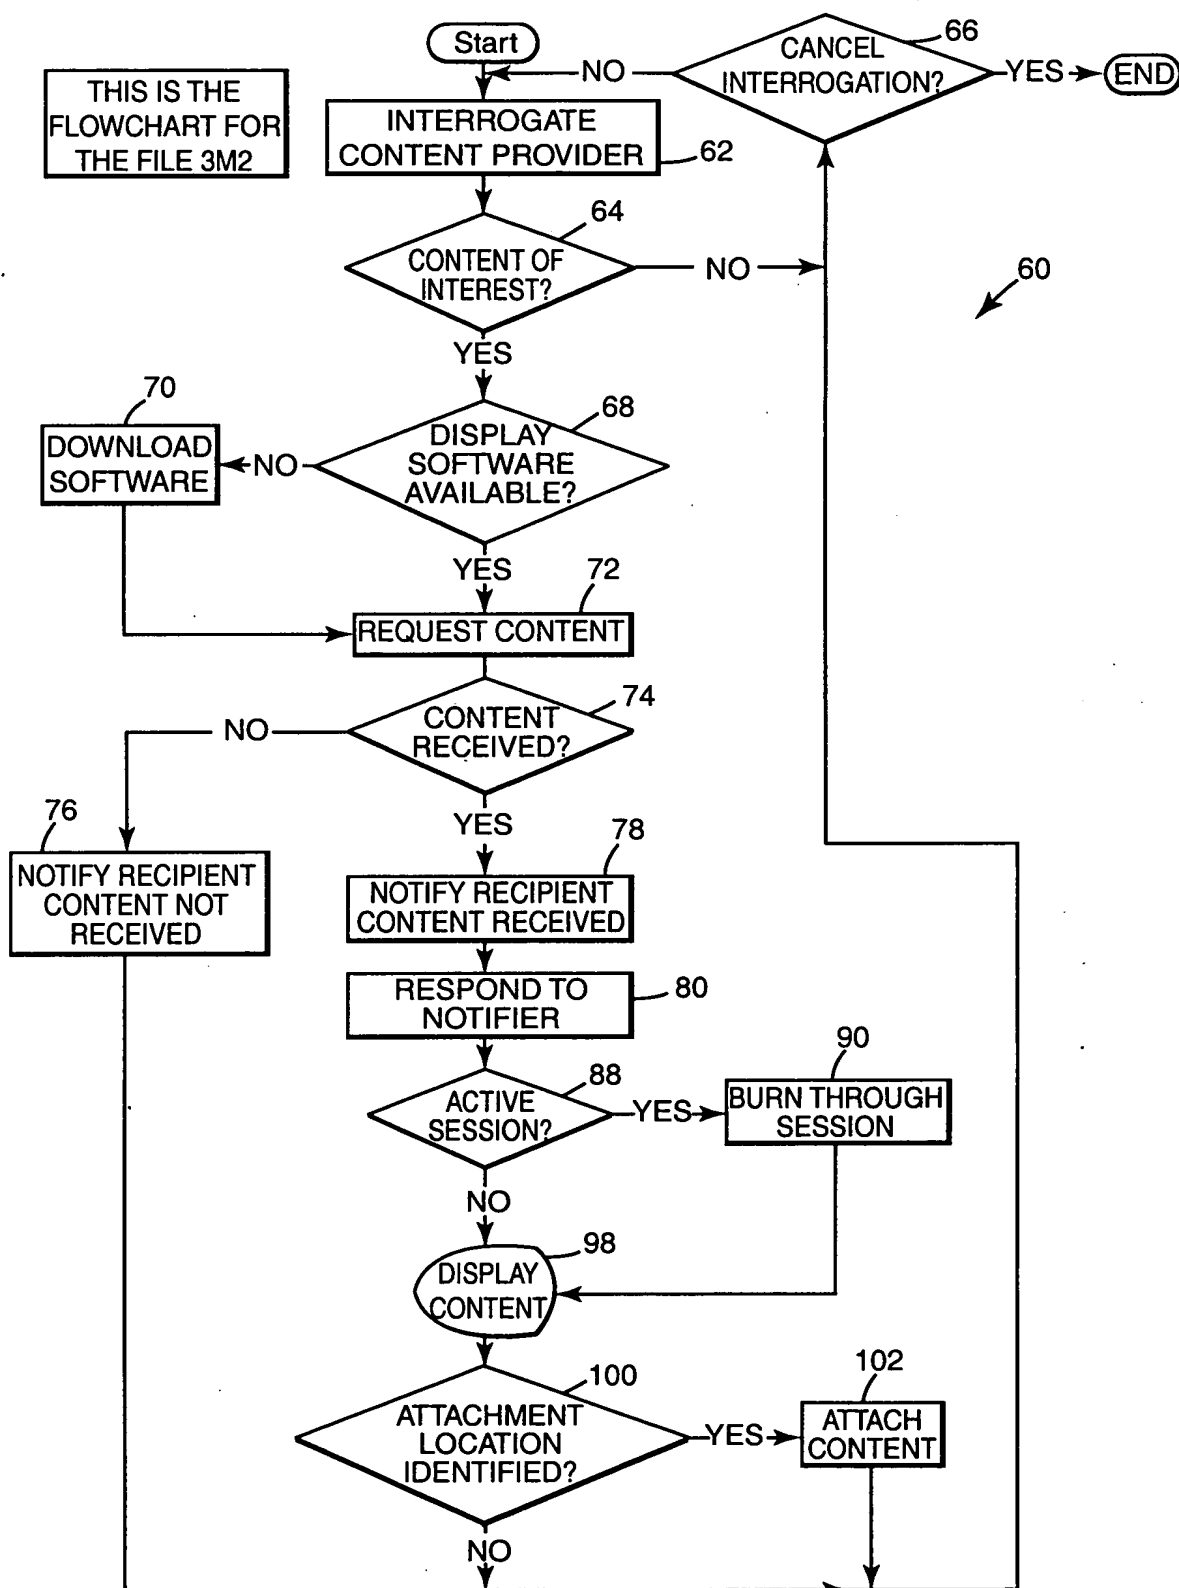 Start
66
CANCEL
INTERROGATION?
NO
YES
END
THIS IS THE
FLOWCHART FOR
THE FILE 3M2
INTERROGATE
CONTENT PROVIDER
62
64
CONTENT OF
INTEREST?
NO
60
YES
70
68
DOWNLOAD
SOFTWARE
NO
DISPLAY
SOFTWARE
AVAILABLE?
YES
72
REQUEST CONTENT
74
NO
CONTENT
RECEIVED?
76
YES
78
NOTIFY RECIPIENT
CONTENT NOT
RECEIVED
NOTIFY RECIPIENT
CONTENT RECEIVED
RESPOND TO
NOTIFIER
80
90
88
ACTIVE
SESSION?
YES
BURN THROUGH
SESSION
NO
98
DISPLAY
CONTENT
100
102
ATTACHMENT
LOCATION
IDENTIFIED?
YES
ATTACH
CONTENT
NO